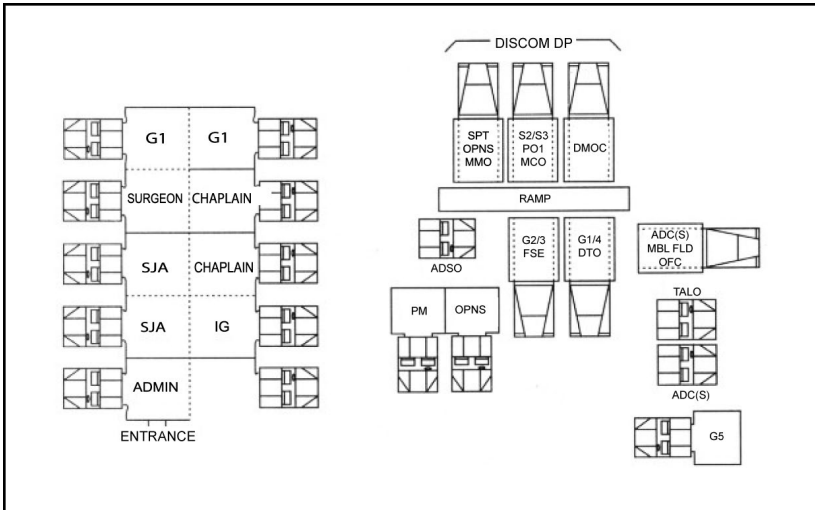 DISCOM DP
G1
G1
SURGEON
CHAPLAIN
SJA
CHAPLAIN
SJA
IG
ADMIN
ENTRANCE
SPT
OPNS
MMO
S2/S3
PO1
MCO
DMOC
RAMP
ADSO
G2/3
FSE
G1/4
DTO
ADC(S)
MBL FLD
OFC
PM
OPNS
TALO
ADC(S)
G5